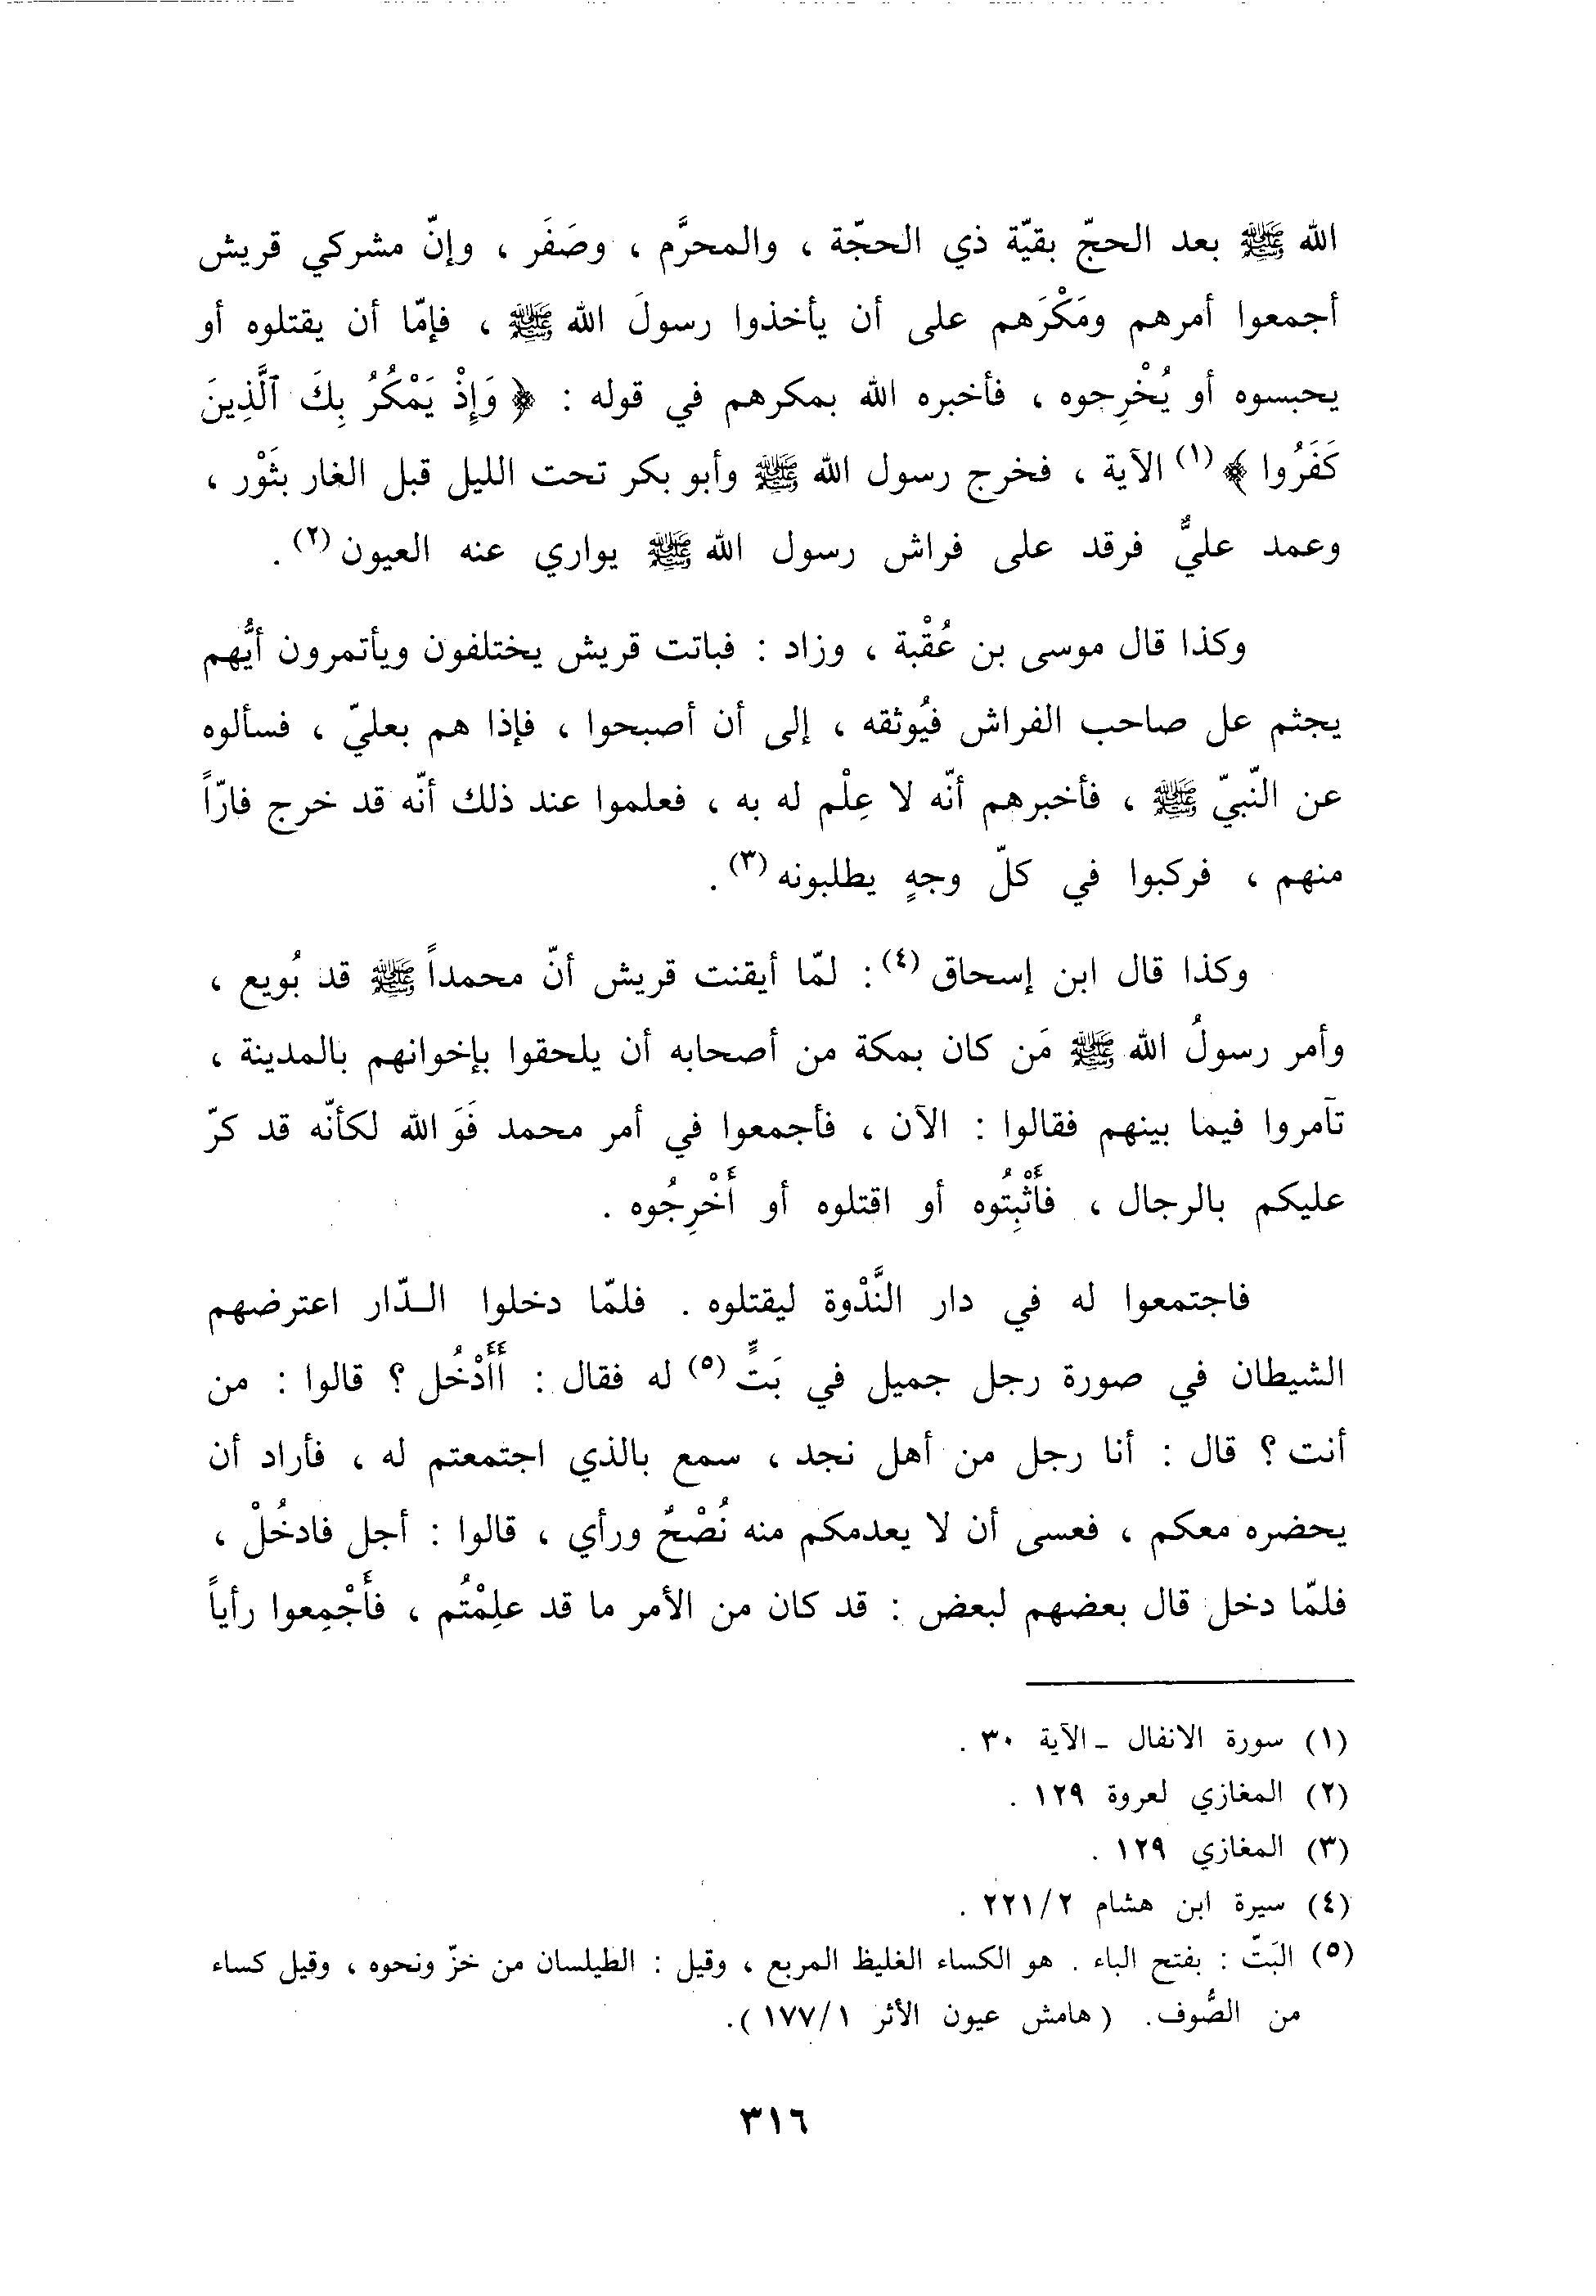 الله ﷺ بعد الحجّ بقيّة ذي الحجّة ، والمحرَّم ، وصَفَر ، وإنّ مشركي قريش
أجمعوا أمرهم ومَكْرَهم على أن يأخذوا رسولَ الله ﷺ ، فإمّا أن يقتلوه أو
يحبسوه أو يُخْرِجوه ، فأخبره الله بمكرهم في قوله : ﴿ وَإِذْ يَمْكُرُ بِكَ ٱلَّذِينَ
كَفَرُوا ﴾ (١) الآية ، فخرج رسول الله ﷺ وأبو بكر تحت الليل قبل الغار بثَوْر ،
وعمد عليٌّ فرقد على فراش رسول الله ﷺ يواري عنه العيون (٢) .
وكذا قال موسى بن عُقْبة ، وزاد : فباتت قريش يختلفون ويأتمرون أيُّهم
يجثم عل صاحب الفراش فيُوثقه ، إلى أن أصبحوا ، فإذا هم بعليّ ، فسألوه
عن النّبيّ ﷺ ، فأخبرهم أنّه لا عِلْم له به ، فعلموا عند ذلك أنّه قد خرج فارّاً
منهم ، فركبوا في كلّ وجهٍ يطلبونه (٣) .
وكذا قال ابن إسحاق (٤) : لمّا أيقنت قريش أنّ محمداً ﷺ قد بُويع ،
وأمر رسولُ الله ﷺ مَن كان بمكة من أصحابه أن يلحقوا بإخوانهم بالمدينة ،
تآمروا فيما بينهم فقالوا : الآن ، فأجمعوا في أمر محمد فَوَ الله لكأنّه قد كرّ
عليكم بالرجال ، فأَثْبِتُوه أو اقتلوه أو أَخْرِجُوه .
فاجتمعوا له في دار النَّدْوة ليقتلوه . فلمّا دخلوا الـدّار اعترضهم
الشيطان في صورة رجل جميل في بَتٍّ (٥) له فقال : أَأَدْخُل ؟ قالوا : من
أنت ؟ قال : أنا رجل من أهل نجد ، سمع بالذي اجتمعتم له ، فأراد أن
يحضره معكم ، فعسى أن لا يعدمكم منه نُصْحٌ ورأي ، قالوا : أجل فادخُلْ ،
فلمّا دخل قال بعضهم لبعض : قد كان من الأمر ما قد علِمْتُم ، فأَجْمِعوا رأياً
(١) سورة الانفال ـ الآية ٣٠ .
(٢) المغازي لعروة ١٢٩ .
(٣) المغازي ١٢٩ .
(٤) سيرة ابن هشام ٢٢١/٢ .
(٥) البَتّ : بفتح الباء . هو الكساء الغليظ المربع ، وقيل : الطيلسان من خزّ ونحوه ، وقيل كساء
من الصُّوف . ( هامش عيون الأثر ١٧٧/١ ) .
٣١٦